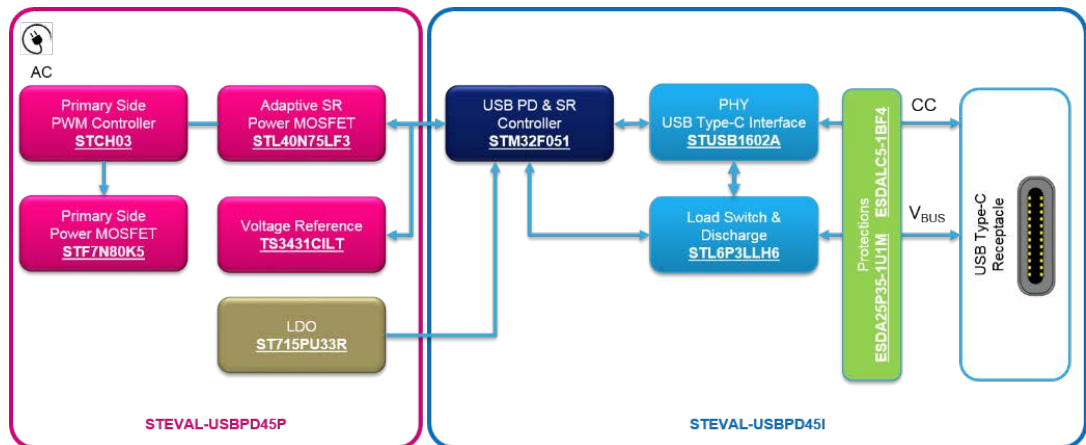 AC
Primary Side
PWM Controller
STCH03
Adaptive SR
Power MOSFET
STL40N75LF3
Primary Side
Power MOSFET
STF7N80K5
Voltage Reference
TS3431CILT
LDO
ST715PU33R
STEVAL-USBPD45P
USB PD & SR
Controller
STM32F051
PHY
USB Type-C Interface
STUSB1602A
Load Switch &
Discharge
STL6P3LLH6
Protections
ESDA25P35-1U1M ESDALC5-1BF4
CC
VBUS
USB Type-C
Receptacle
STEVAL-USBPD45I